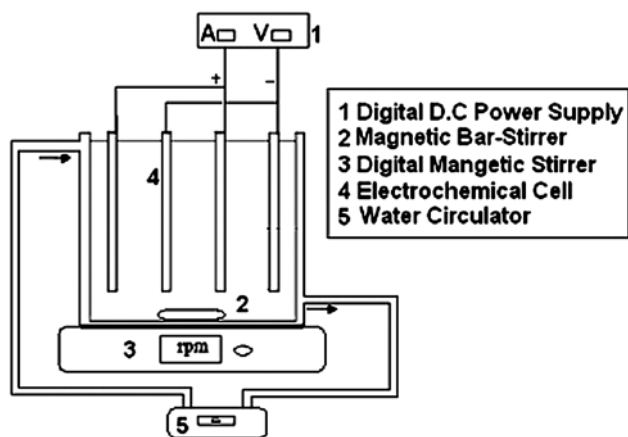 A V 1
+ −
4
2
3 rpm
5
1 Digital D.C Power Supply
2 Magnetic Bar-Stirrer
3 Digital Mangetic Stirrer
4 Electrochemical Cell
5 Water Circulator